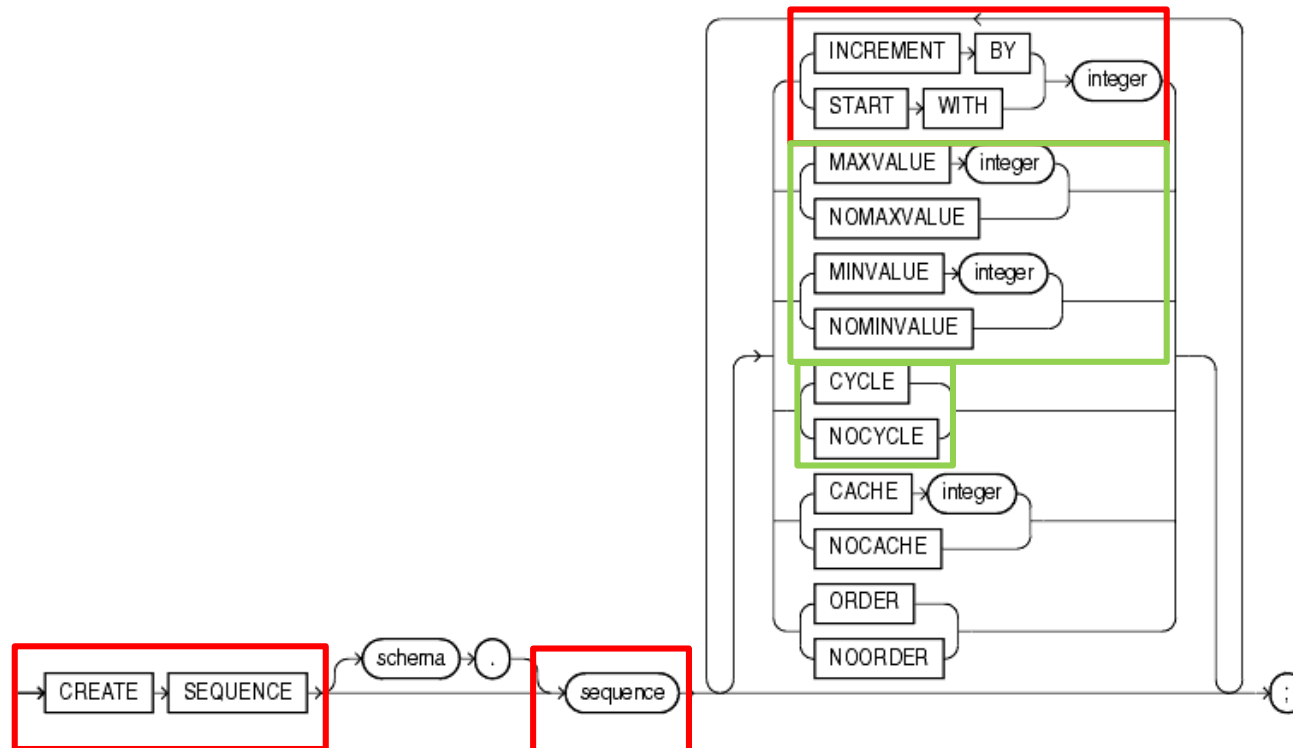 INCREMENT BY
integer
START WITH
MAXVALUE integer
NOMAXVALUE
MINVALUE integer
NOMINVALUE
CYCLE
NOCYCLE
CACHE integer
NOCACHE
ORDER
NOORDER
schema .
CREATE SEQUENCE sequence ;